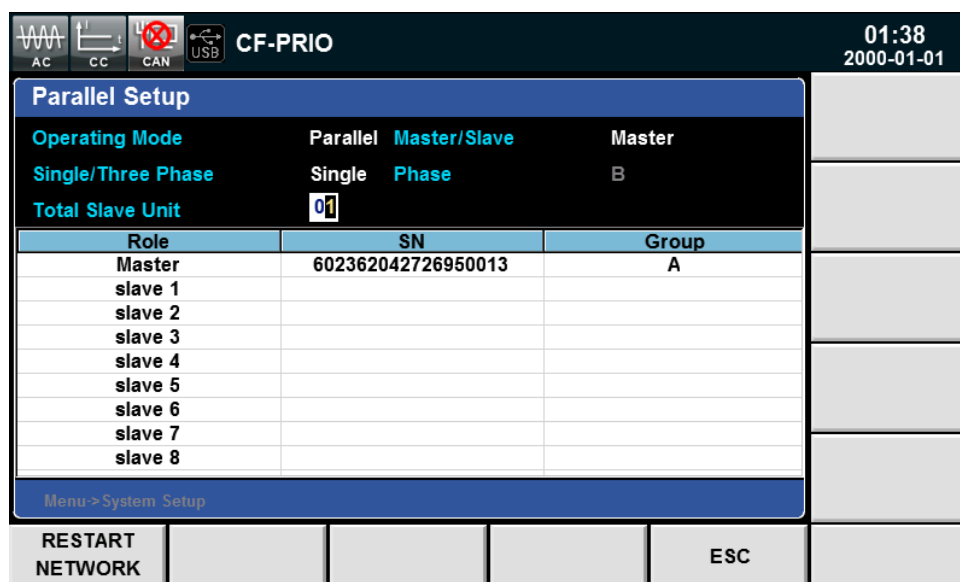 AC CC CAN USB CF-PRIO 01:38
2000-01-01
Parallel Setup
Operating Mode Parallel Master/Slave Master
Single/Three Phase Single Phase B
Total Slave Unit 01
Role SN Group
Master 602362042726950013 A
slave 1
slave 2
slave 3
slave 4
slave 5
slave 6
slave 7
slave 8
Menu->System Setup
RESTART
NETWORK
ESC